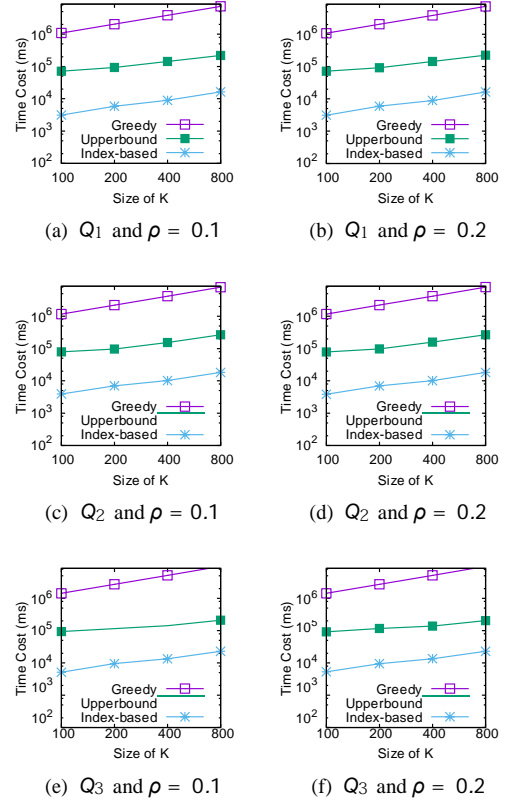 10^6
10^5
10^4
10^3
10^2
Time Cost (ms)
Greedy
Upperbound
Index-based
100 200 400 800
Size of K
(a) Q_1 and ρ = 0.1
10^6
10^5
10^4
10^3
10^2
Time Cost (ms)
Greedy
Upperbound
Index-based
100 200 400 800
Size of K
(b) Q_1 and ρ = 0.2
10^6
10^5
10^4
10^3
10^2
Time Cost (ms)
Greedy
Upperbound
Index-based
100 200 400 800
Size of K
(c) Q_2 and ρ = 0.1
10^6
10^5
10^4
10^3
10^2
Time Cost (ms)
Greedy
Upperbound
Index-based
100 200 400 800
Size of K
(d) Q_2 and ρ = 0.2
10^6
10^5
10^4
10^3
10^2
Time Cost (ms)
Greedy
Upperbound
Index-based
100 200 400 800
Size of K
(e) Q_3 and ρ = 0.1
10^6
10^5
10^4
10^3
10^2
Time Cost (ms)
Greedy
Upperbound
Index-based
100 200 400 800
Size of K
(f) Q_3 and ρ = 0.2